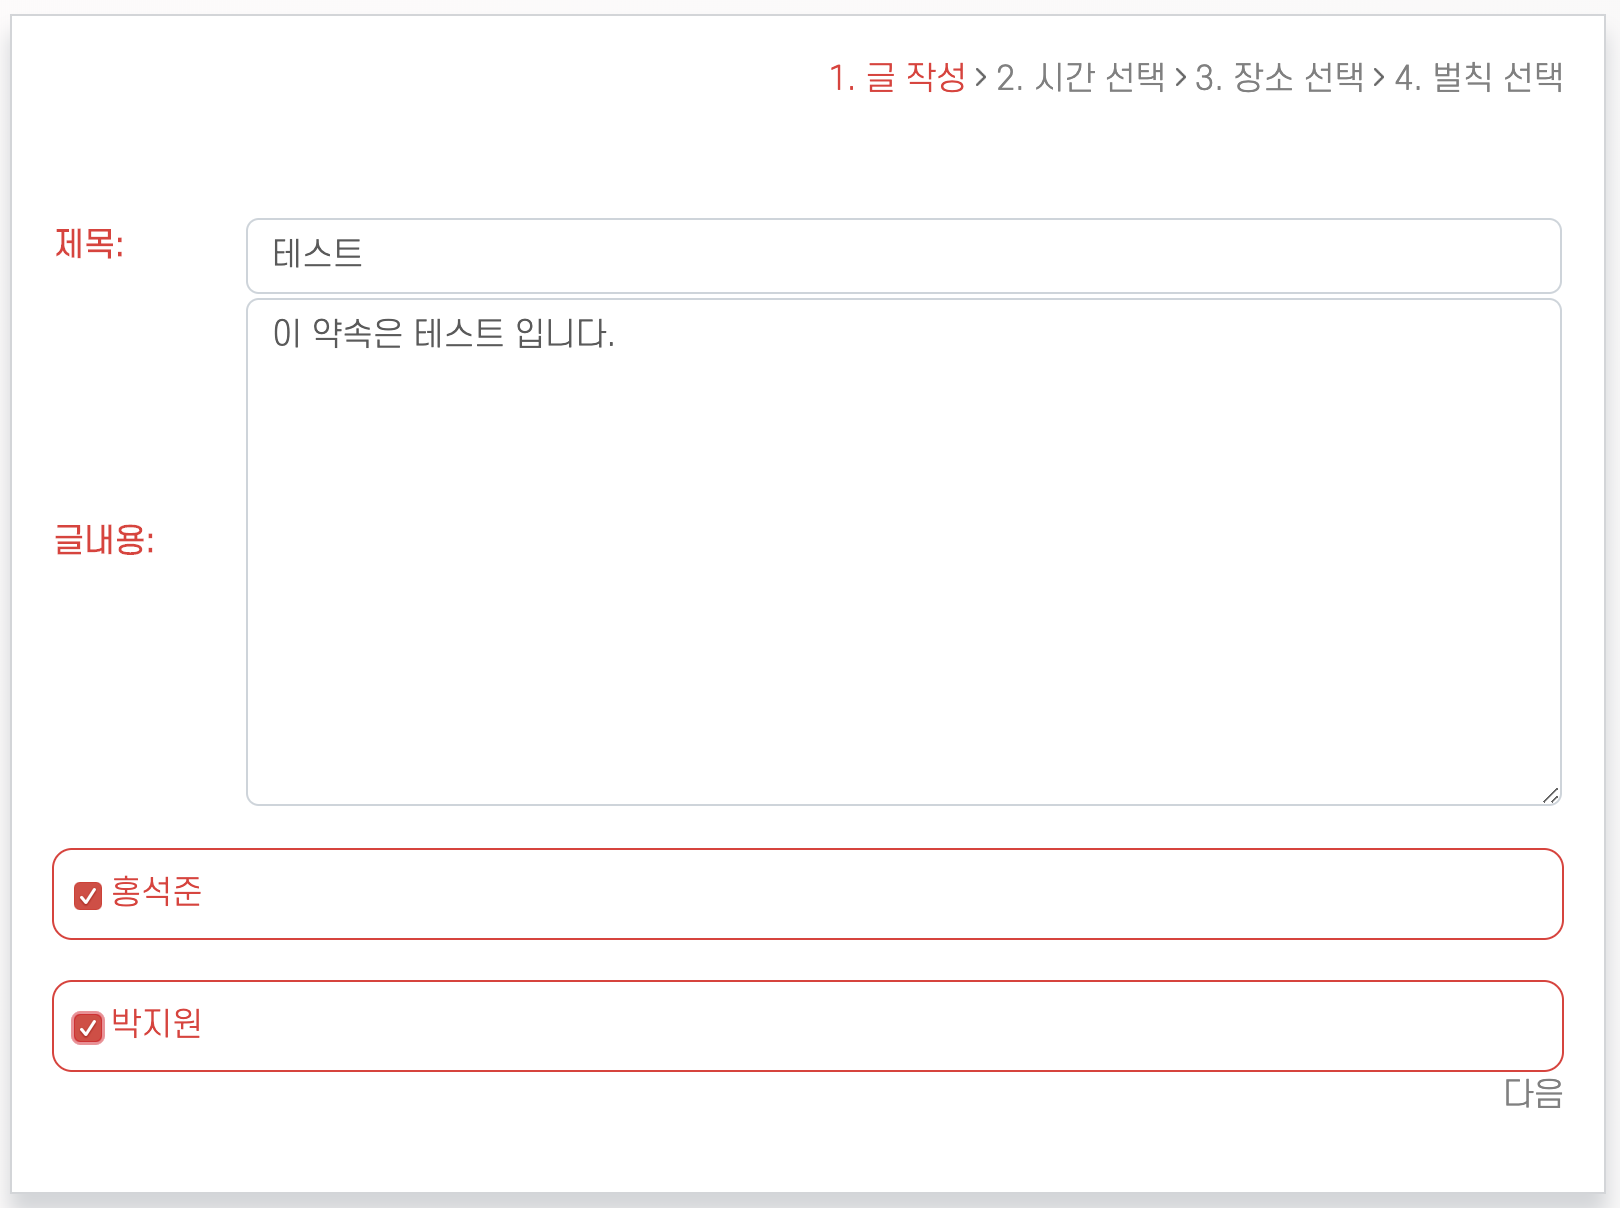 1. 글 작성 > 2. 시간 선택 > 3. 장소 선택 > 4. 벌칙 선택
제목: 테스트
이 약속은 테스트 입니다.
글내용:
홍석준
박지원
다음